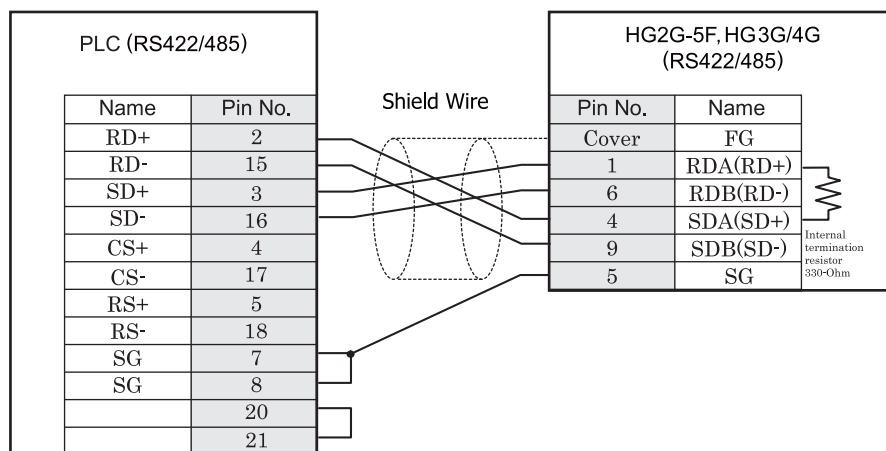 PLC (RS422/485)
Name Pin No.
RD+ 2
RD- 15
SD+ 3
SD- 16
CS+ 4
CS- 17
RS+ 5
RS- 18
SG 7
SG 8
20
21
Shield Wire
HG2G-5F, HG3G/4G
(RS422/485)
Pin No. Name
Cover FG
1 RDA(RD+)
6 RDB(RD-)
4 SDA(SD+)
9 SDB(SD-)
5 SG
Internal
termination
resistor
330-Ohm